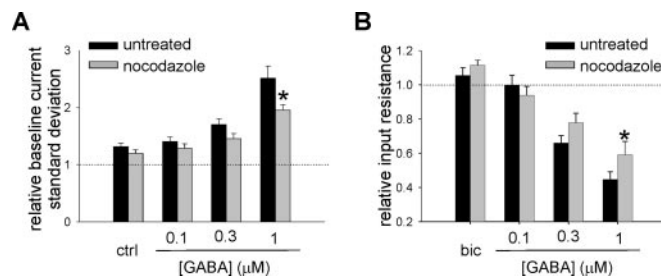 A
relative baseline current
standard deviation
3
2
1
0
untreated
nocodazole
*
ctrl
0.1
0.3
1
[GABA] (μM)
B
relative input resistance
1.2
1.0
0.8
0.6
0.4
0.2
untreated
nocodazole
*
bic
0.1
0.3
1
[GABA] (μM)